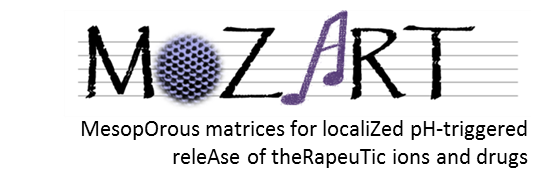 MOZART
MesopOrous matrices for localiZed pH-triggered
releAse of theRapeuTic ions and drugs